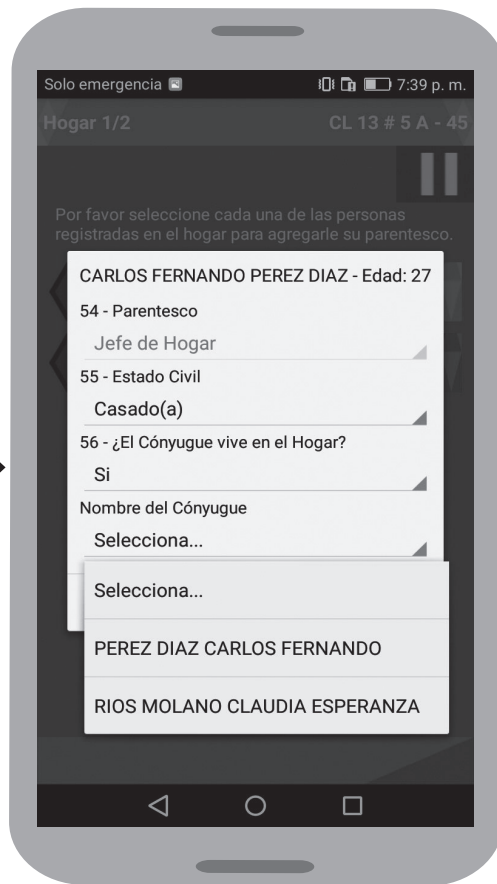 Solo emergencia 7:39 p. m.
Hogar 1/2 CL 13 # 5 A - 45
Por favor seleccione cada una de las personas
registradas en el hogar para agregarle su parentesco.
CARLOS FERNANDO PEREZ DIAZ - Edad: 27
54 - Parentesco
Jefe de Hogar
55 - Estado Civil
Casado(a)
56 - ¿El Cónyugue vive en el Hogar?
Si
Nombre del Cónyugue
Selecciona...
Selecciona...
PEREZ DIAZ CARLOS FERNANDO
RIOS MOLANO CLAUDIA ESPERANZA